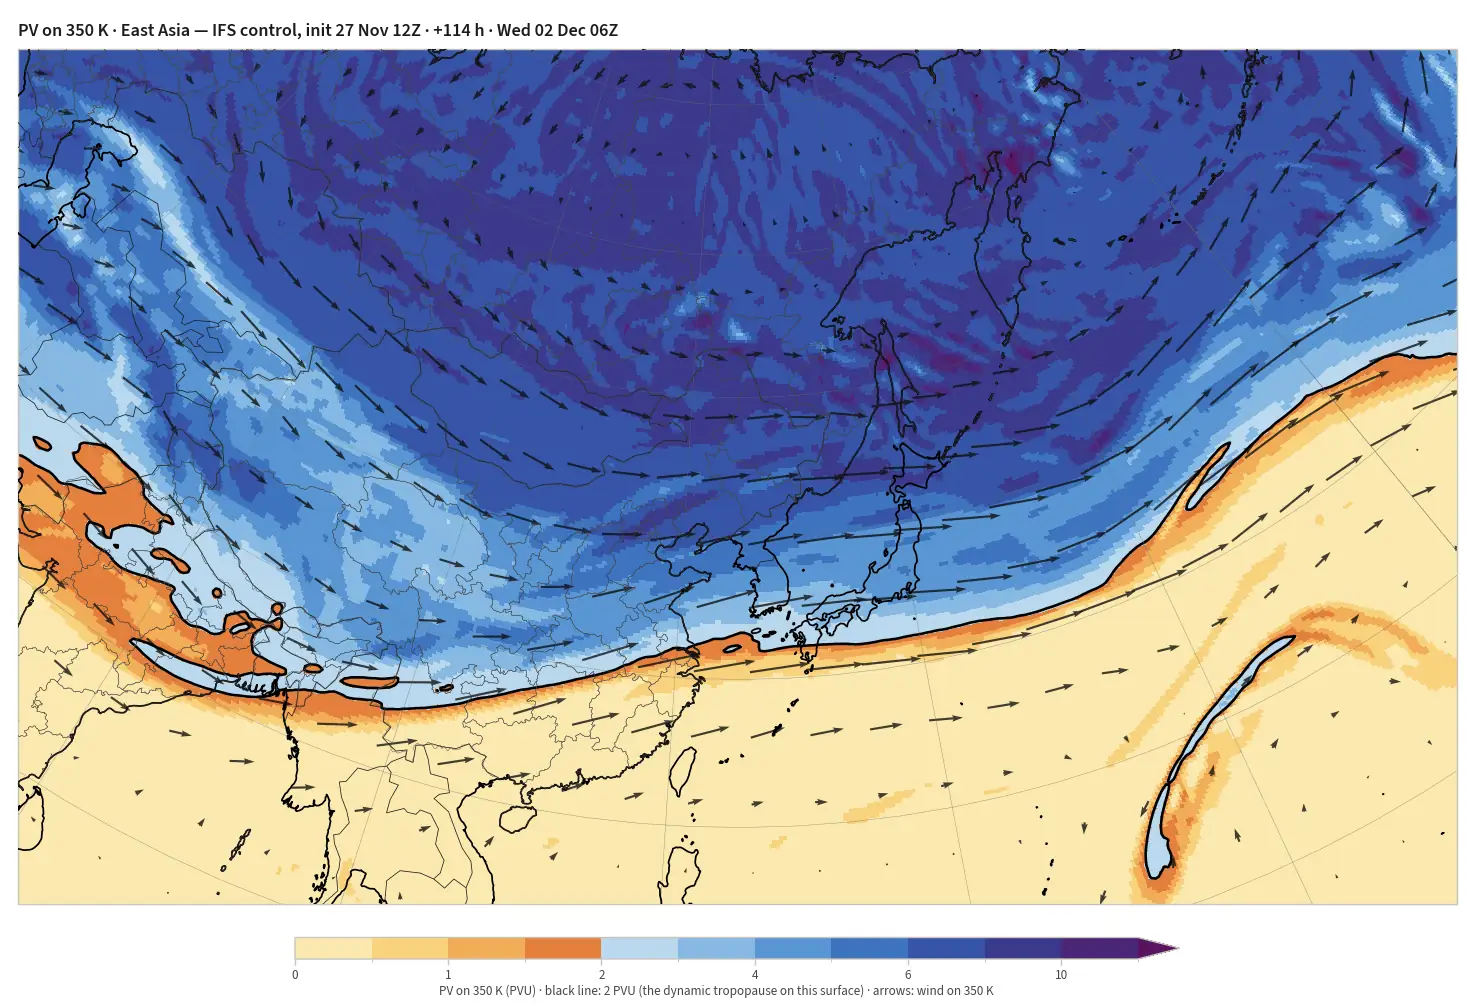 PV on 350 K · East Asia — IFS control, init 27 Nov 12Z · +114 h · Wed 02 Dec 06Z
0 1 2 4 6 10
PV on 350 K (PVU) · black line: 2 PVU (the dynamic tropopause on this surface) · arrows: wind on 350 K